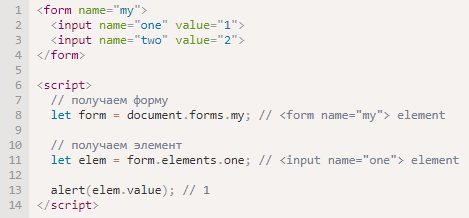 1 <form name="my">
2   <input name="one" value="1">
3   <input name="two" value="2">
4 </form>
5
6 <script>
7   // получаем форму
8   let form = document.forms.my; // <form name="my"> element
9
10   // получаем элемент
11   let elem = form.elements.one; // <input name="one"> element
12
13   alert(elem.value); // 1
14 </script>